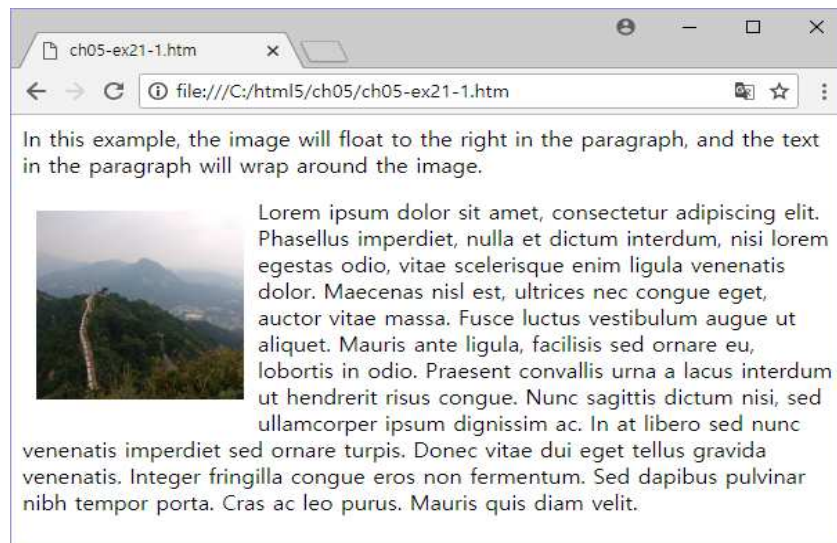 ch05-ex21-1.htm
file:///C:/html5/ch05/ch05-ex21-1.htm
In this example, the image will float to the right in the paragraph, and the text
in the paragraph will wrap around the image.
Lorem ipsum dolor sit amet, consectetur adipiscing elit.
Phasellus imperdiet, nulla et dictum interdum, nisi lorem
egestas odio, vitae scelerisque enim ligula venenatis
dolor. Maecenas nisl est, ultrices nec congue eget,
auctor vitae massa. Fusce luctus vestibulum augue ut
aliquet. Mauris ante ligula, facilisis sed ornare eu,
lobortis in odio. Praesent convallis urna a lacus interdum
ut hendrerit risus congue. Nunc sagittis dictum nisi, sed
ullamcorper ipsum dignissim ac. In at libero sed nunc
venenatis imperdiet sed ornare turpis. Donec vitae dui eget tellus gravida
venenatis. Integer fringilla congue eros non fermentum. Sed dapibus pulvinar
nibh tempor porta. Cras ac leo purus. Mauris quis diam velit.